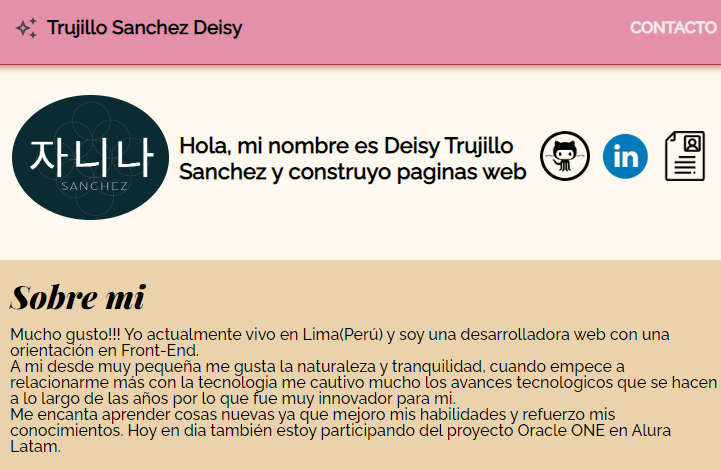 Trujillo Sanchez Deisy
CONTACTO
자니나
SANCHEZ
Hola, mi nombre es Deisy Trujillo
Sanchez y construyo paginas web
in
Sobre mi
Mucho gusto!!! Yo actualmente vivo en Lima(Perú) y soy una desarrolladora web con una
orientación en Front-End.
A mi desde muy pequeña me gusta la naturaleza y tranquilidad, cuando empece a
relacionarme más con la tecnologia me cautivo mucho los avances tecnologicos que se hacen
a lo largo de las años por lo que fue muy innovador para mi.
Me encanta aprender cosas nuevas ya que mejoro mis habilidades y refuerzo mis
conocimientos. Hoy en dia también estoy participando del proyecto Oracle ONE en Alura
Latam.